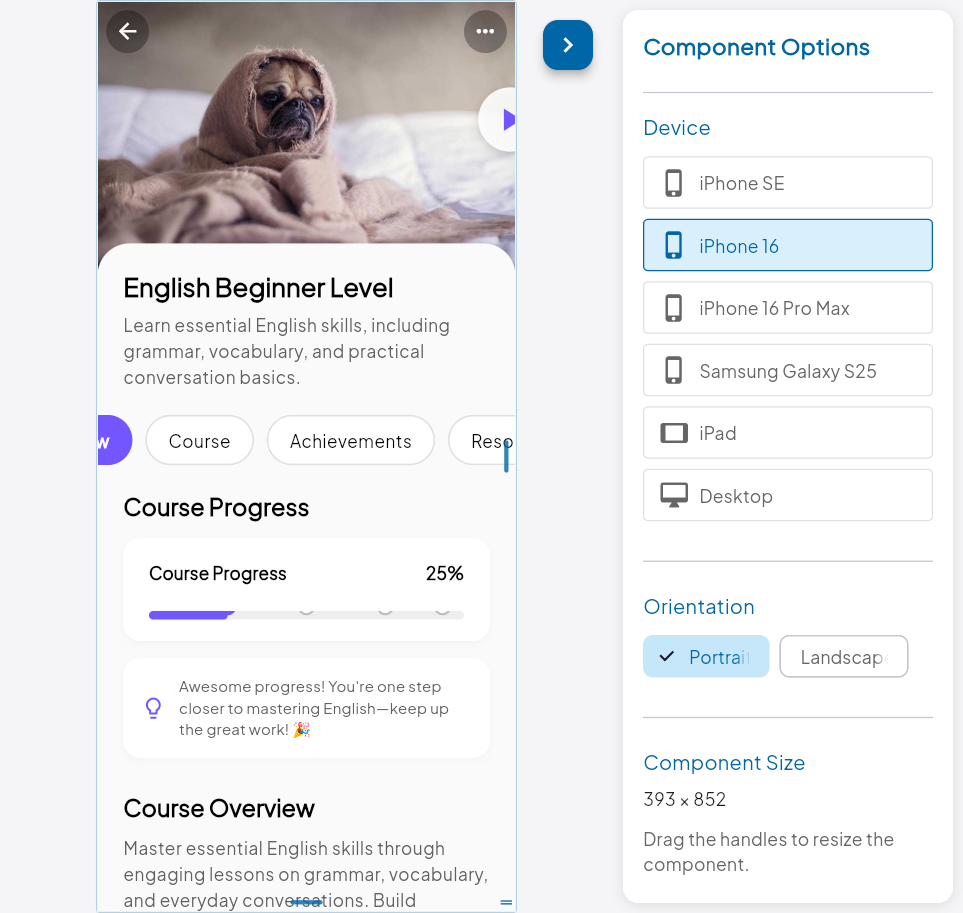 Component Options
Device
iPhone SE
iPhone 16
iPhone 16 Pro Max
Samsung Galaxy S25
iPad
Desktop
Orientation
Portrait
Landscap
Component Size
393 × 852
Drag the handles to resize the
component.
English Beginner Level
Learn essential English skills, including
grammar, vocabulary, and practical
conversation basics.
w
Course
Achievements
Reso
Course Progress
Course Progress
25%
Awesome progress! You're one step
closer to mastering English—keep up
the great work! 🎉
Course Overview
Master essential English skills through
engaging lessons on grammar, vocabulary,
and everyday conversations. Build